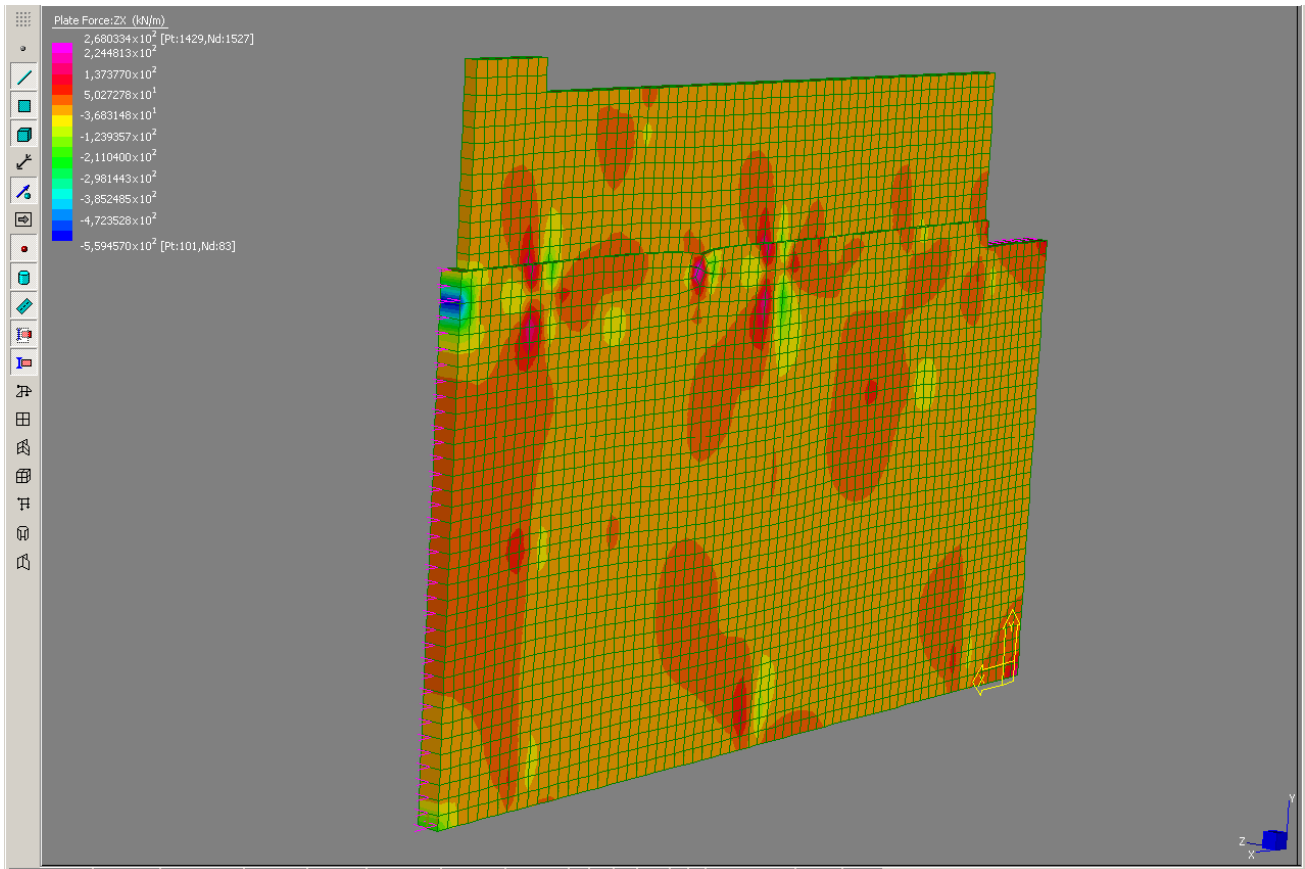 Plate Force:ZX (kN/m)
2,680334x10² [Pt:1429,Nd:1527]
2,244813x10²
1,373770x10²
5,027278x10¹
-3,683148x10¹
-1,239357x10²
-2,110400x10²
-2,981443x10²
-3,852485x10²
-4,723528x10²
-5,594570x10² [Pt:101,Nd:83]
Y
X
Y
Z
X